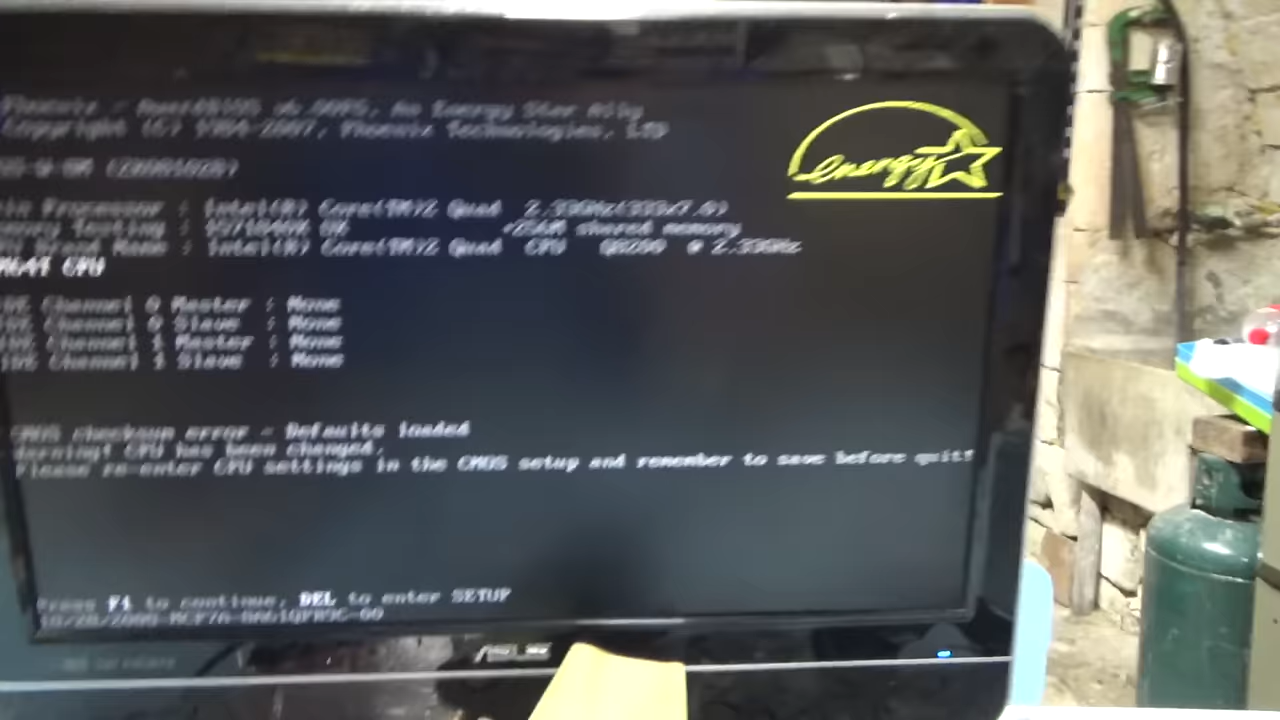 Phoenix - AwardBIOS v6.00PG, An Energy Star Ally
Copyright (C) 1984-2007, Phoenix Technologies, LTD
energy
Processor : Intel(R) Core(TM)2 Quad 2.33GHz(333x7.0)
Testing : OK +256M shared memory
Brand Name : Intel(R) Core(TM)2 Quad CPU Q8200 @ 2.33GHz
CPU
IDE Channel 0 Master : None
IDE Channel 0 Slave : None
IDE Channel 1 Master : None
IDE Channel 1 Slave : None
CMOS checksum error - Defaults loaded
Warning! CPU has been changed.
Please re-enter CPU settings in the CMOS setup and remember to save before quit!
Press F1 to continue, DEL to enter SETUP
ASUS